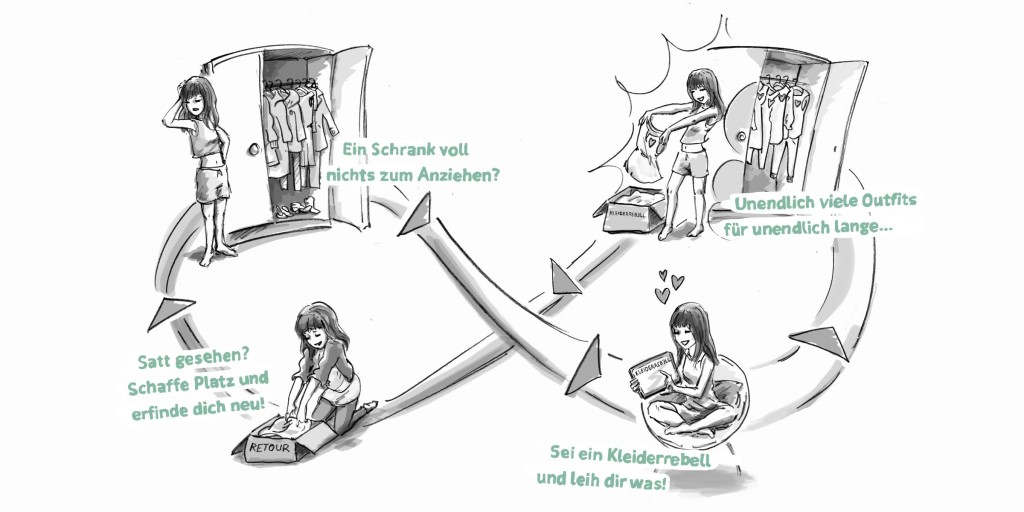 Ein Schrank voll
nichts zum Anziehen?
KLEIDERREBELL
Unendlich viele Outfits
für unendlich lange...
Satt gesehen?
Schaffe Platz und
erfinde dich neu!
RETOUR
KLEIDERREBELL
Sei ein Kleiderrebell
und leih dir was!